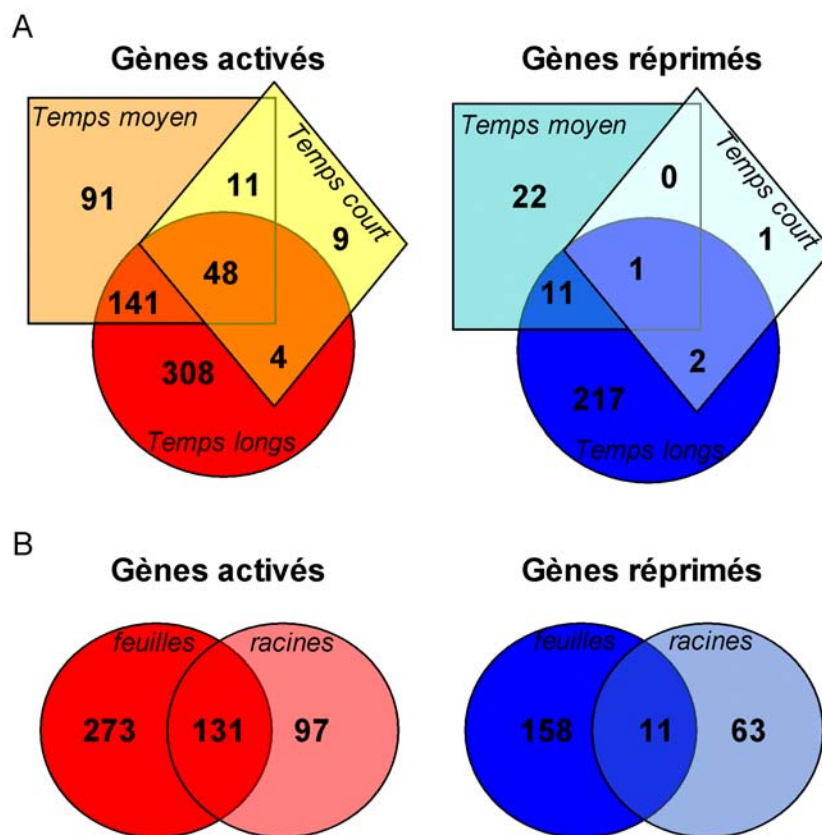 A
Gènes activés
Gènes réprimés
Temps moyen
Temps court
91
11
9
48
141
4
308
Temps longs
Temps moyen
Temps court
22
0
1
1
11
2
217
Temps longs
B
Gènes activés
Gènes réprimés
feuilles
racines
273
131
97
feuilles
racines
158
11
63